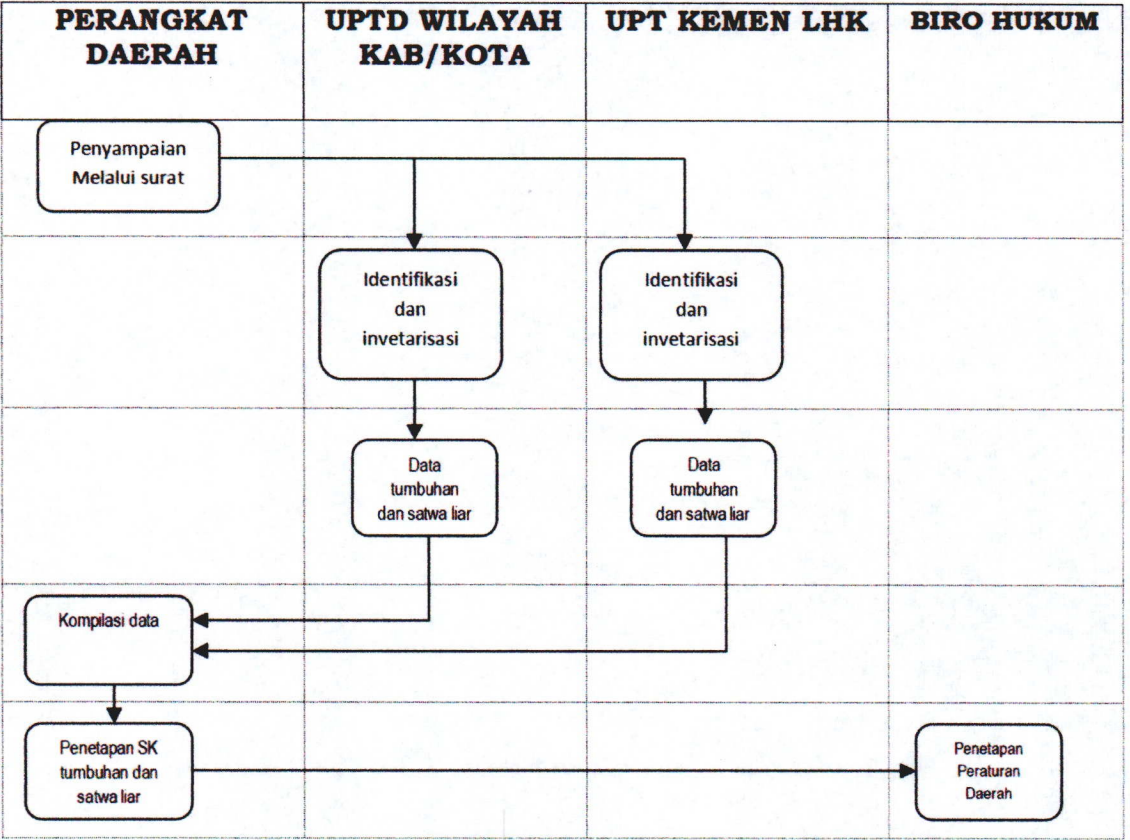 PERANGKAT
DAERAH
UPTD WILAYAH
KAB/KOTA
UPT KEMEN LHK
BIRO HUKUM
Penyampaian
Melalui surat
Identifikasi
dan
invetarisasi
Identifikasi
dan
invetarisasi
Data
tumbuhan
dan satwa liar
Data
tumbuhan
dan satwa liar
Kompilasi data
Penetapan SK
tumbuhan dan
satwa liar
Penetapan
Peraturan
Daerah